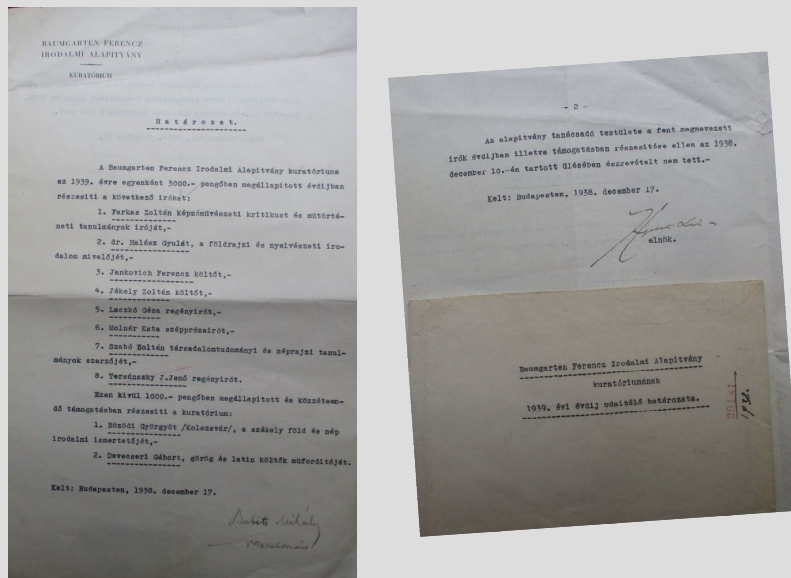 BAUMGARTEN FERENCZ
IRODALMI ALAPITVÁNY
KURATÓRIUM
Határozat.
A Baumgarten Ferenc Irodalmi Alapitvány kuratóriuma
az 1939. évre egyenként 3000.- pengőben megállapitott évdijban
részesiti a következő irókat:
1. Farkas Zoltán képzőművészeti kritikust és műtörté-
neti tanulmányok iróját,-
2. dr. Halász Gyulát, a földrajzi és nyelvészeti iro-
dalom mivelőjét,-
3. Jankovich Ferenc költőt,-
4. Jékely Zoltán költőt,-
5. Laczkó Géza regényirót,-
6. Molnár Kata szépprózairót,-
7. Szabó Zoltán társadalomtudományi és néprajzi tanul-
mányok szerzőjét,-
8. Tersánszky J.Jenő regényirót.
Ezen kivül 1000.- pengőben megállapitott és közzéteen-
dő támogatásban részesiti a kuratórium:
1. Bözödi Györgyöt /Kolozsvár/, a székely föld és nép
irodalmi ismertetőjét,-
2. Devecseri Gábort, görög és latin költők műforditóját.
Kelt: Budapesten, 1938. december 17.
Babits Mihály
- 2 -
Az alapitvány tanácsadó testülete a fent megnevezett
irók évdijban illetve támogatásban részesitése ellen az 1938.
december 10.-én tartott ülésében észrevételt nem tett.-
Kelt: Budapesten, 1938. december 17.
elnök.
Baumgarten Ferenc Irodalmi Alapitvány
kuratóriumának
1939. évi évdij odaitélő határozata.
20181
1938.